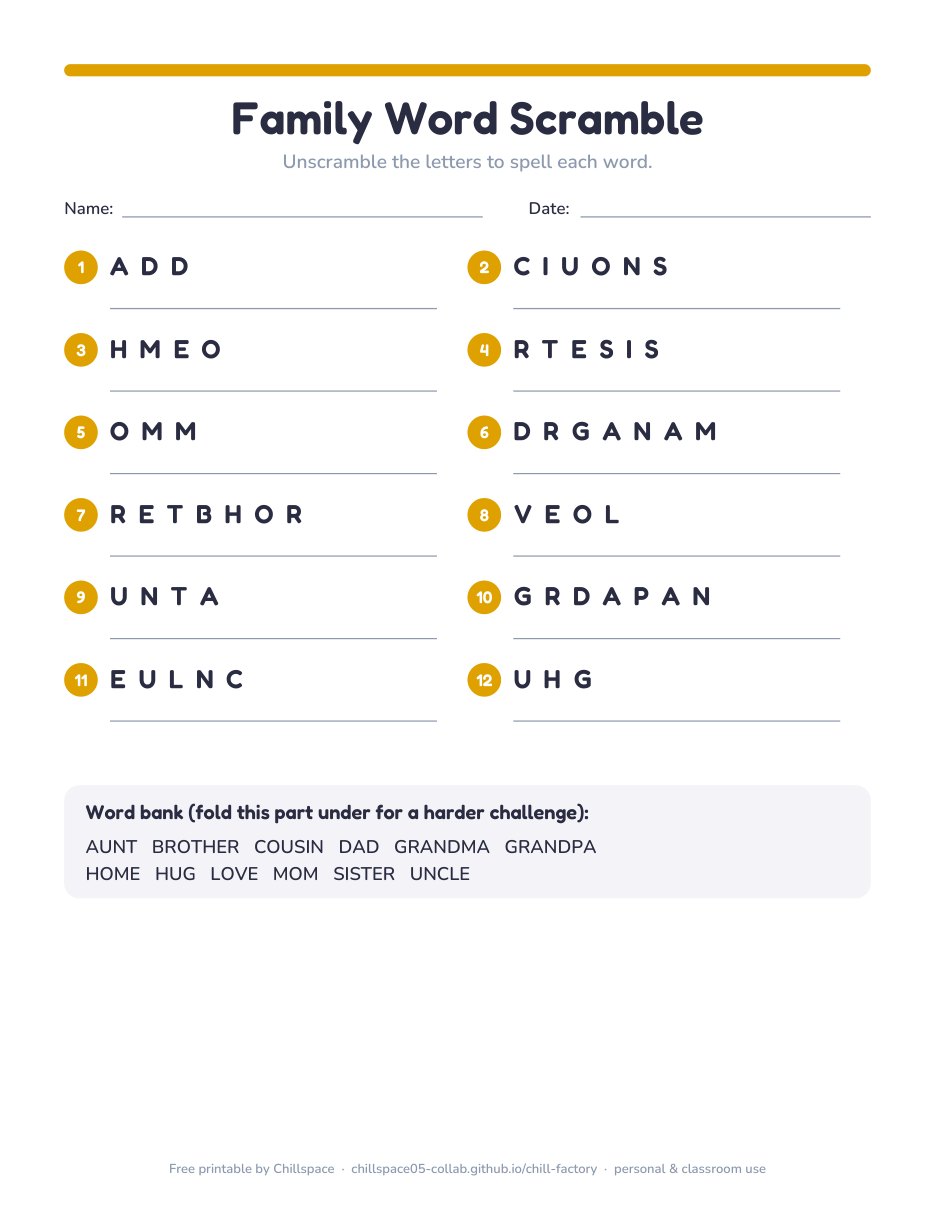 Family Word Scramble
Unscramble the letters to spell each word.
Name: Date:
1 A D D
2 C I U O N S
3 H M E O
4 R T E S I S
5 O M M
6 D R G A N A M
7 R E T B H O R
8 V E O L
9 U N T A
10 G R D A P A N
11 E U L N C
12 U H G
Word bank (fold this part under for a harder challenge):
AUNT BROTHER COUSIN DAD GRANDMA GRANDPA
HOME HUG LOVE MOM SISTER UNCLE
Free printable by Chillspace · chillspace05-collab.github.io/chill-factory · personal & classroom use